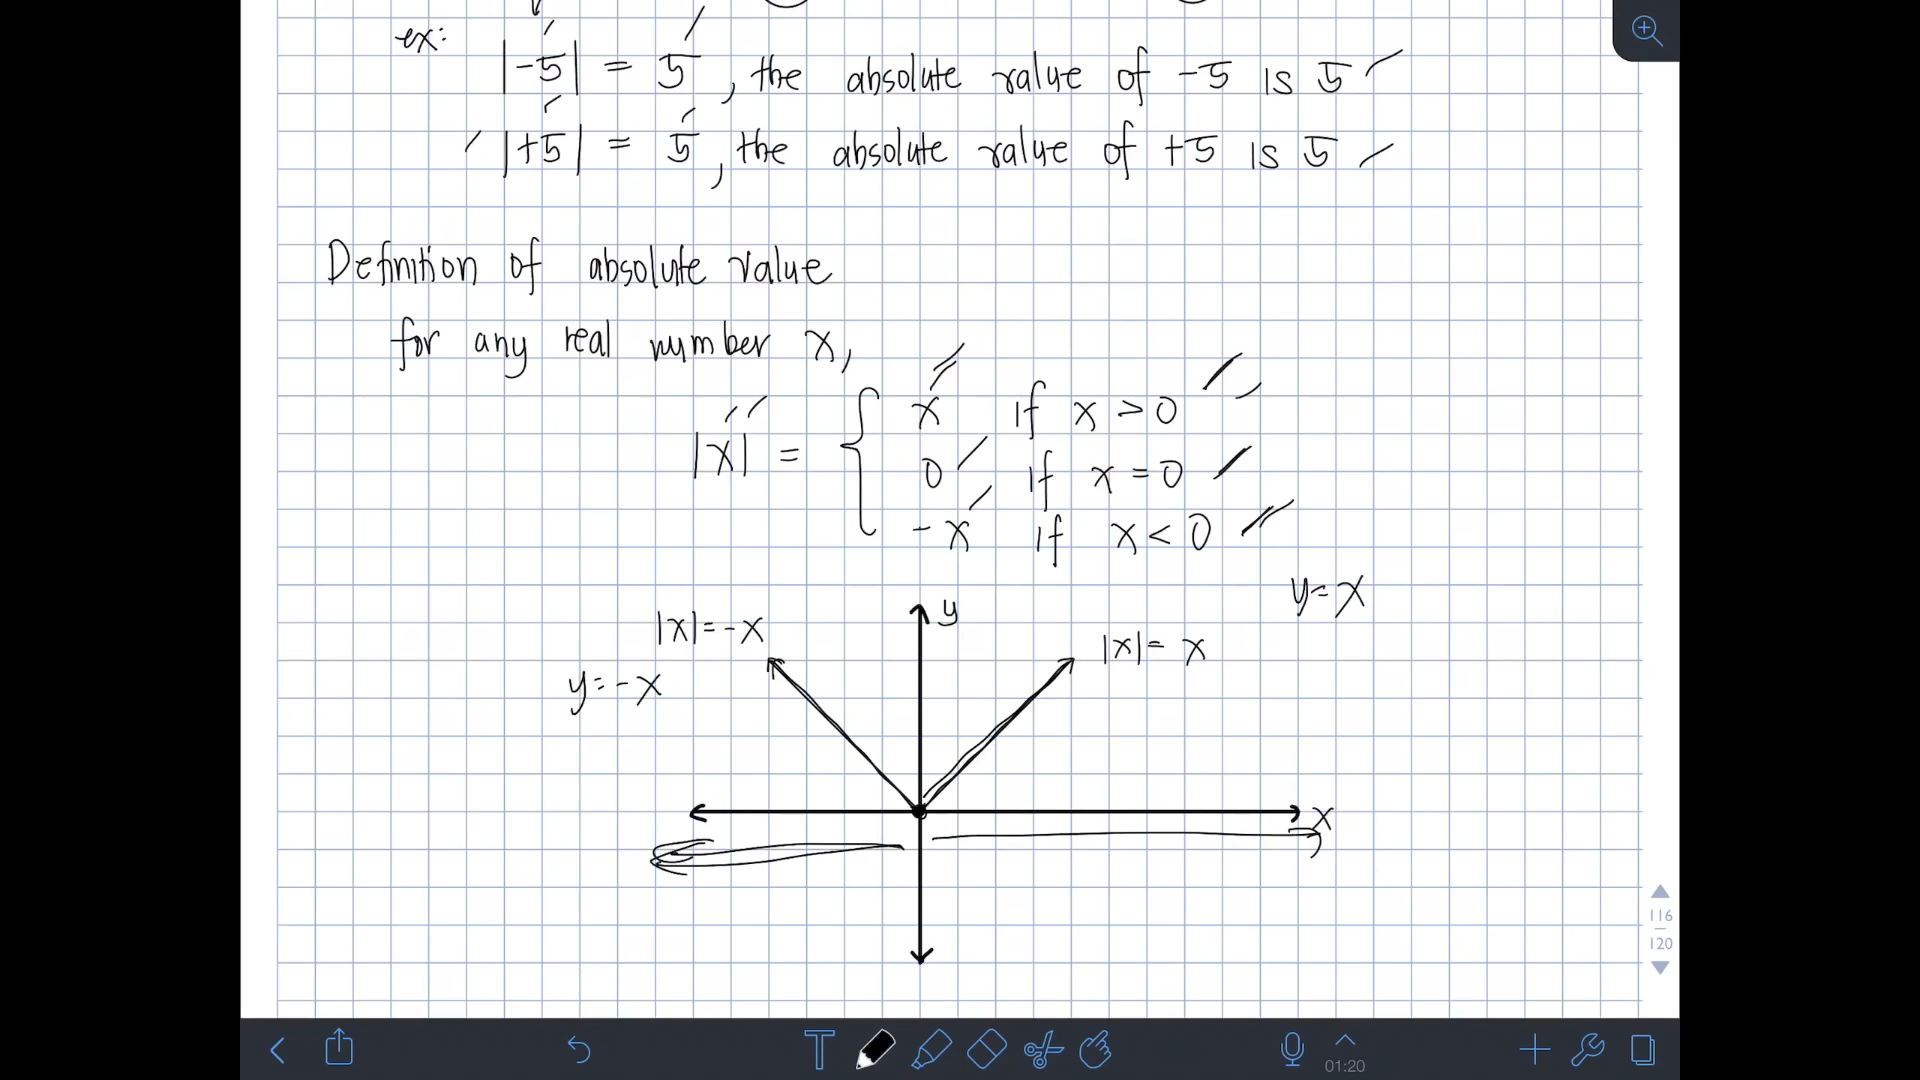 ex:
|-5| = 5, the absolute value of -5 is 5
|+5| = 5, the absolute value of +5 is 5
Definition of absolute value
for any real number x,
|x| = {
x if x > 0
0 if x = 0
-x if x < 0
y = x
y
|x| = -x
|x| = x
y = -x
x
116
120
T
01:20